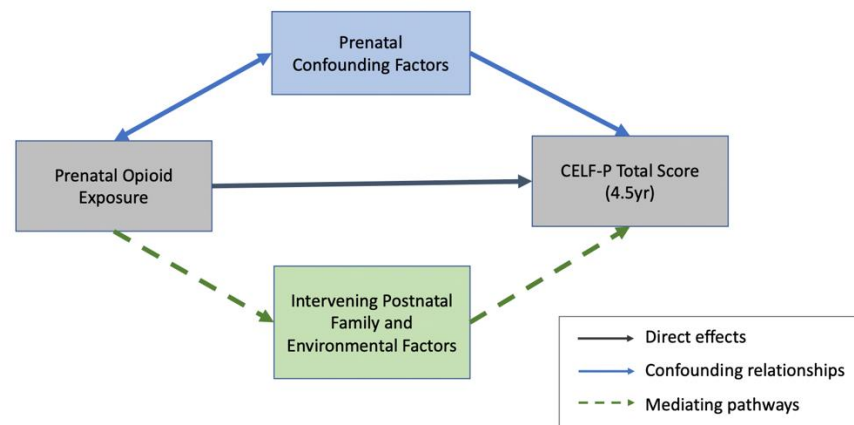 Prenatal
Confounding Factors
Prenatal Opioid
Exposure
CELF-P Total Score
(4.5yr)
Intervening Postnatal
Family and
Environmental Factors
Direct effects
Confounding relationships
Mediating pathways